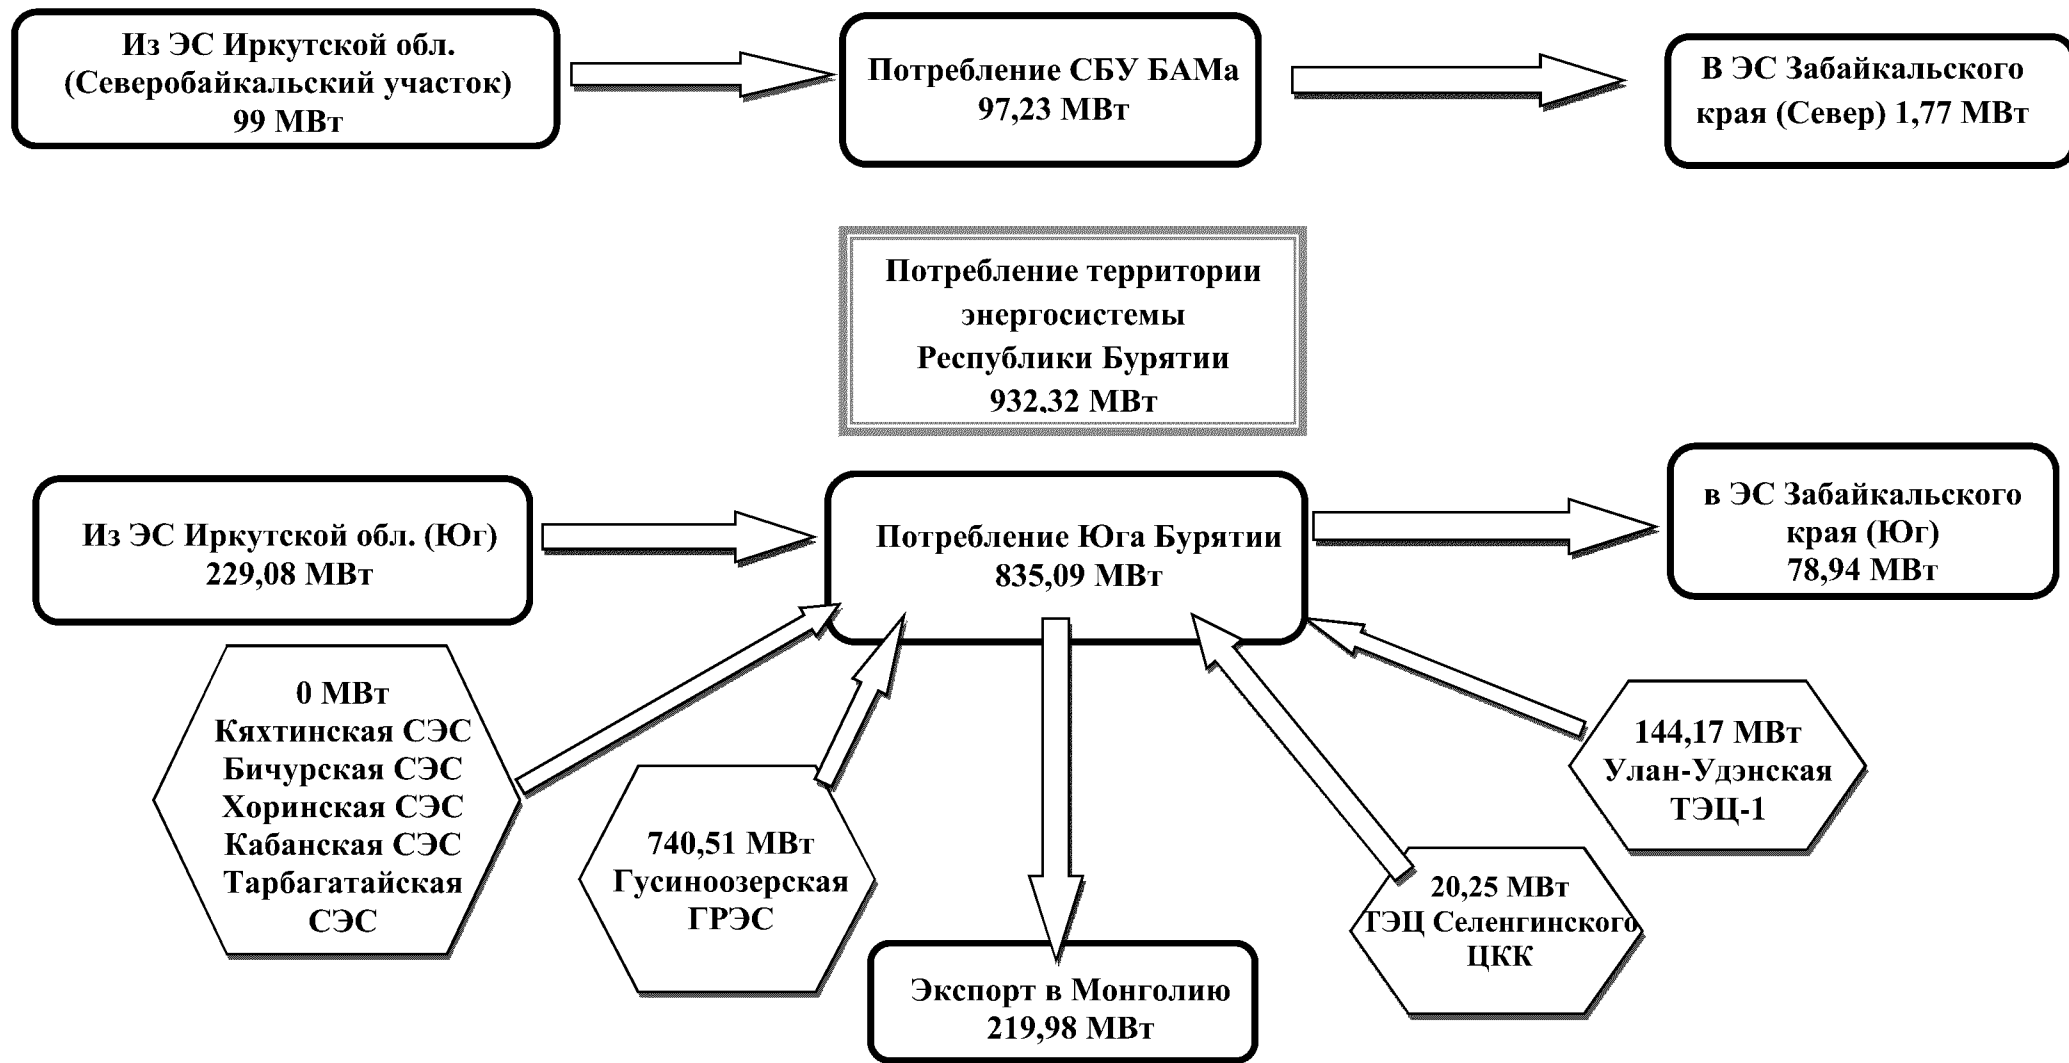 Из ЭС Иркутской обл.
(Северобайкальский участок)
99 МВт
Потребление СБУ БАМа
97,23 МВт
В ЭС Забайкальского
края (Север) 1,77 МВт
Потребление территории
энергосистемы
Республики Бурятии
932,32 МВт
Из ЭС Иркутской обл. (Юг)
229,08 МВт
Потребление Юга Бурятии
835,09 МВт
в ЭС Забайкальского
края (Юг)
78,94 МВт
0 МВт
Кяхтинская СЭС
Бичурская СЭС
Хоринская СЭС
Кабанская СЭС
Тарбагатайская
СЭС
740,51 МВт
Гусиноозерская
ГРЭС
Экспорт в Монголию
219,98 МВт
20,25 МВт
ТЭЦ Селенгинского
ЦКК
144,17 МВт
Улан-Удэнская
ТЭЦ-1